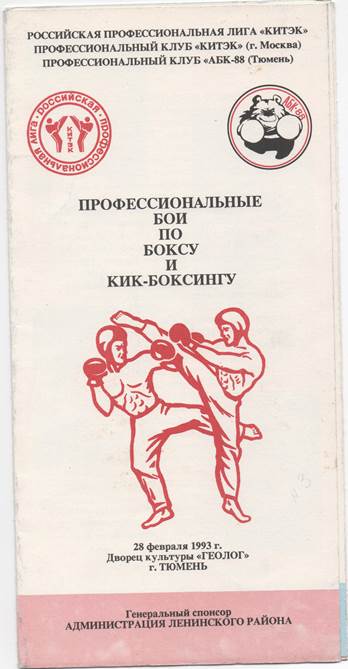 РОССИЙСКАЯ ПРОФЕССИОНАЛЬНАЯ ЛИГА «КИТЭК»
ПРОФЕССИОНАЛЬНЫЙ КЛУБ «КИТЭК» (г. Москва)
ПРОФЕССИОНАЛЬНЫЙ КЛУБ «АБК-88 (Тюмень)
РОССИЙСКАЯ • ПРОФЕССИОНАЛЬНАЯ ЛИГА •
КИТЭК
АБК-88
ПРОФЕССИОНАЛЬНЫЕ
БОИ
ПО
БОКСУ
И
КИК-БОКСИНГУ
28 февраля 1993 г.
Дворец культуры «ГЕОЛОГ»
г. ТЮМЕНЬ
Генеральный спонсор
АДМИНИСТРАЦИЯ ЛЕНИНСКОГО РАЙОНА